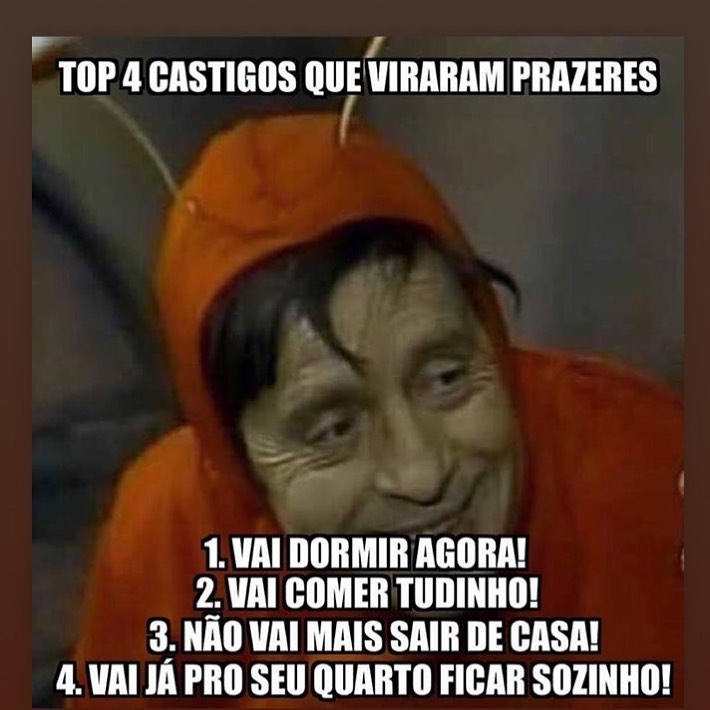 TOP 4 CASTIGOS QUE VIRARAM PRAZERES
1. VAI DORMIR AGORA!
2. VAI COMER TUDINHO!
3. NÃO VAI MAIS SAIR DE CASA!
4. VAI JÁ PRO SEU QUARTO FICAR SOZINHO!